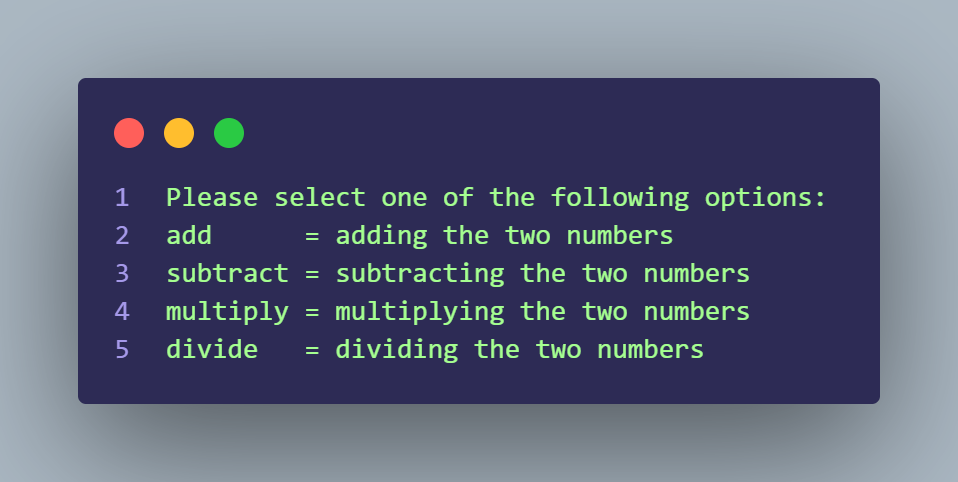 1 Please select one of the following options:
2 add      = adding the two numbers
3 subtract = subtracting the two numbers
4 multiply = multiplying the two numbers
5 divide   = dividing the two numbers